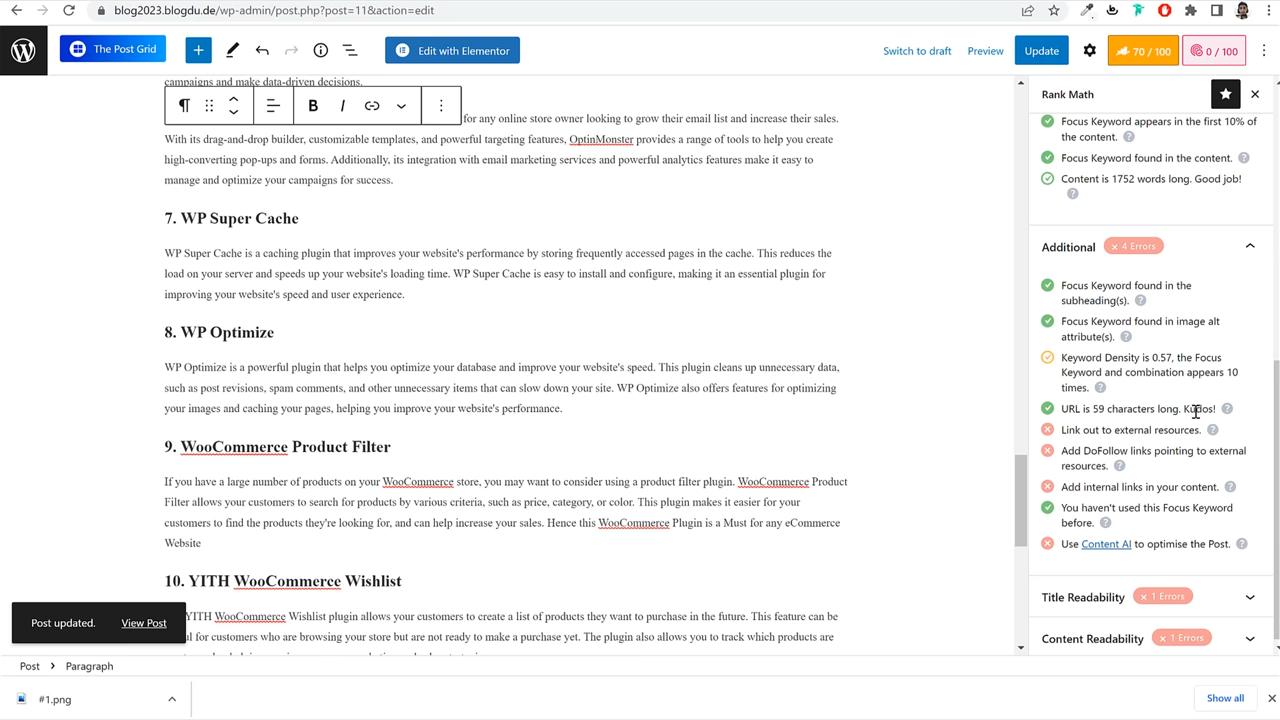 blog2023.blogdu.de/wp-admin/post.php?post=11&action=edit
The Post Grid
Edit with Elementor
Switch to draft
Preview
Update
70 / 100
0 / 100
campaigns and make data-driven decisions.
for any online store owner looking to grow their email list and increase their sales.
With its drag-and-drop builder, customizable templates, and powerful targeting features, OptinMonster provides a range of tools to help you create
high-converting pop-ups and forms. Additionally, its integration with email marketing services and powerful analytics features make it easy to
manage and optimize your campaigns for success.
7. WP Super Cache
WP Super Cache is a caching plugin that improves your website's performance by storing frequently accessed pages in the cache. This reduces the
load on your server and speeds up your website's loading time. WP Super Cache is easy to install and configure, making it an essential plugin for
improving your website's speed and user experience.
8. WP Optimize
WP Optimize is a powerful plugin that helps you optimize your database and improve your website's speed. This plugin cleans up unnecessary data,
such as post revisions, spam comments, and other unnecessary items that can slow down your site. WP Optimize also offers features for optimizing
your images and caching your pages, helping you improve your website's performance.
9. WooCommerce Product Filter
If you have a large number of products on your WooCommerce store, you may want to consider using a product filter plugin. WooCommerce Product
Filter allows your customers to search for products by various criteria, such as price, category, or color. This plugin makes it easier for your
customers to find the products they're looking for, and can help increase your sales. Hence this WooCommerce Plugin is a Must for any eCommerce
Website
10. YITH WooCommerce Wishlist
YITH WooCommerce Wishlist plugin allows your customers to create a list of products they want to purchase in the future. This feature can be
for customers who are browsing your store but are not ready to make a purchase yet. The plugin also allows you to track which products are
Post updated.
View Post
Post
Paragraph
#1.png
Show all
Rank Math
Focus Keyword appears in the first 10% of
the content.
Focus Keyword found in the content.
Content is 1752 words long. Good job!
Additional
× 4 Errors
Focus Keyword found in the
subheading(s).
Focus Keyword found in image alt
attribute(s).
Keyword Density is 0.57, the Focus
Keyword and combination appears 10
times.
URL is 59 characters long. Kudos!
Link out to external resources.
Add DoFollow links pointing to external
resources.
Add internal links in your content.
You haven't used this Focus Keyword
before.
Use Content AI to optimise the Post.
Title Readability
× 1 Errors
Content Readability
× 1 Errors